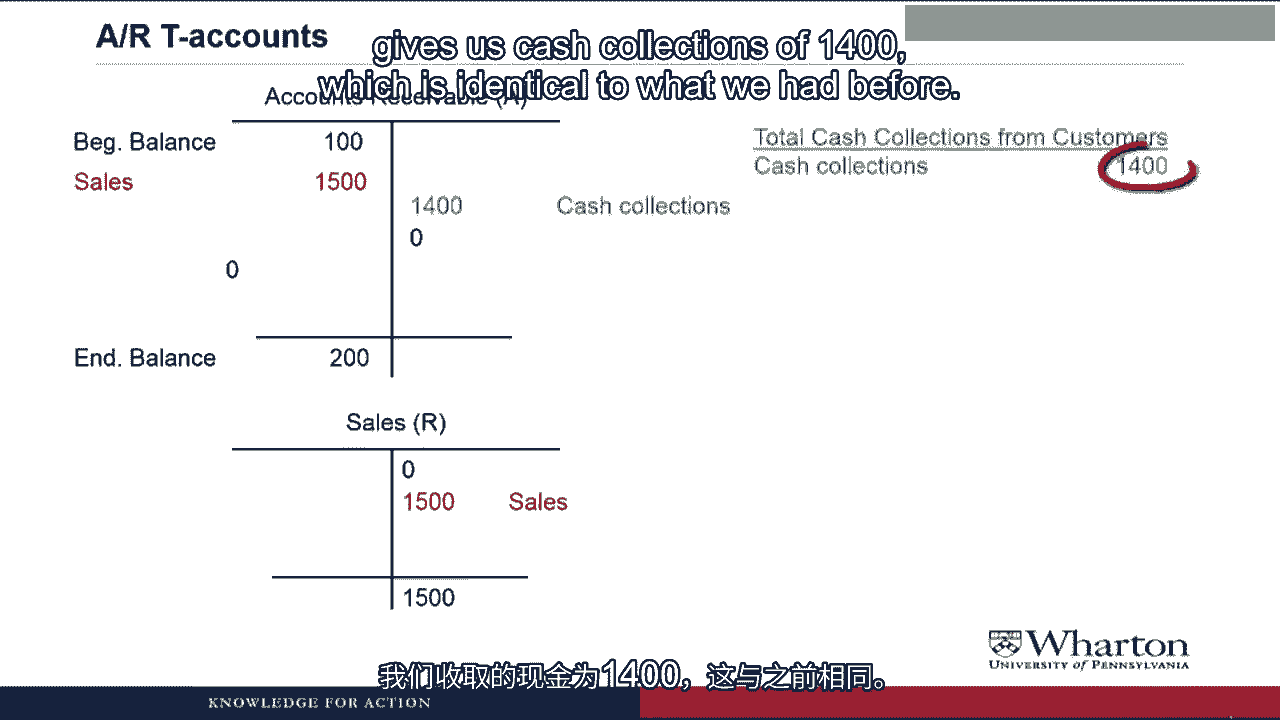 A/R T-accounts
gives us cash collections of 1400,
which is identical to what we had before.
Accounts Receivable (A)
Beg. Balance 100
Sales 1500
1400 Cash collections
0
0
End. Balance 200
Total Cash Collections from Customers
Cash collections 1400
Sales (R)
0
1500 Sales
1500
Wharton
UNIVERSITY of PENNSYLVANIA
我们收取的现金为1400，这与之前相同。
KNOWLEDGE FOR ACTION